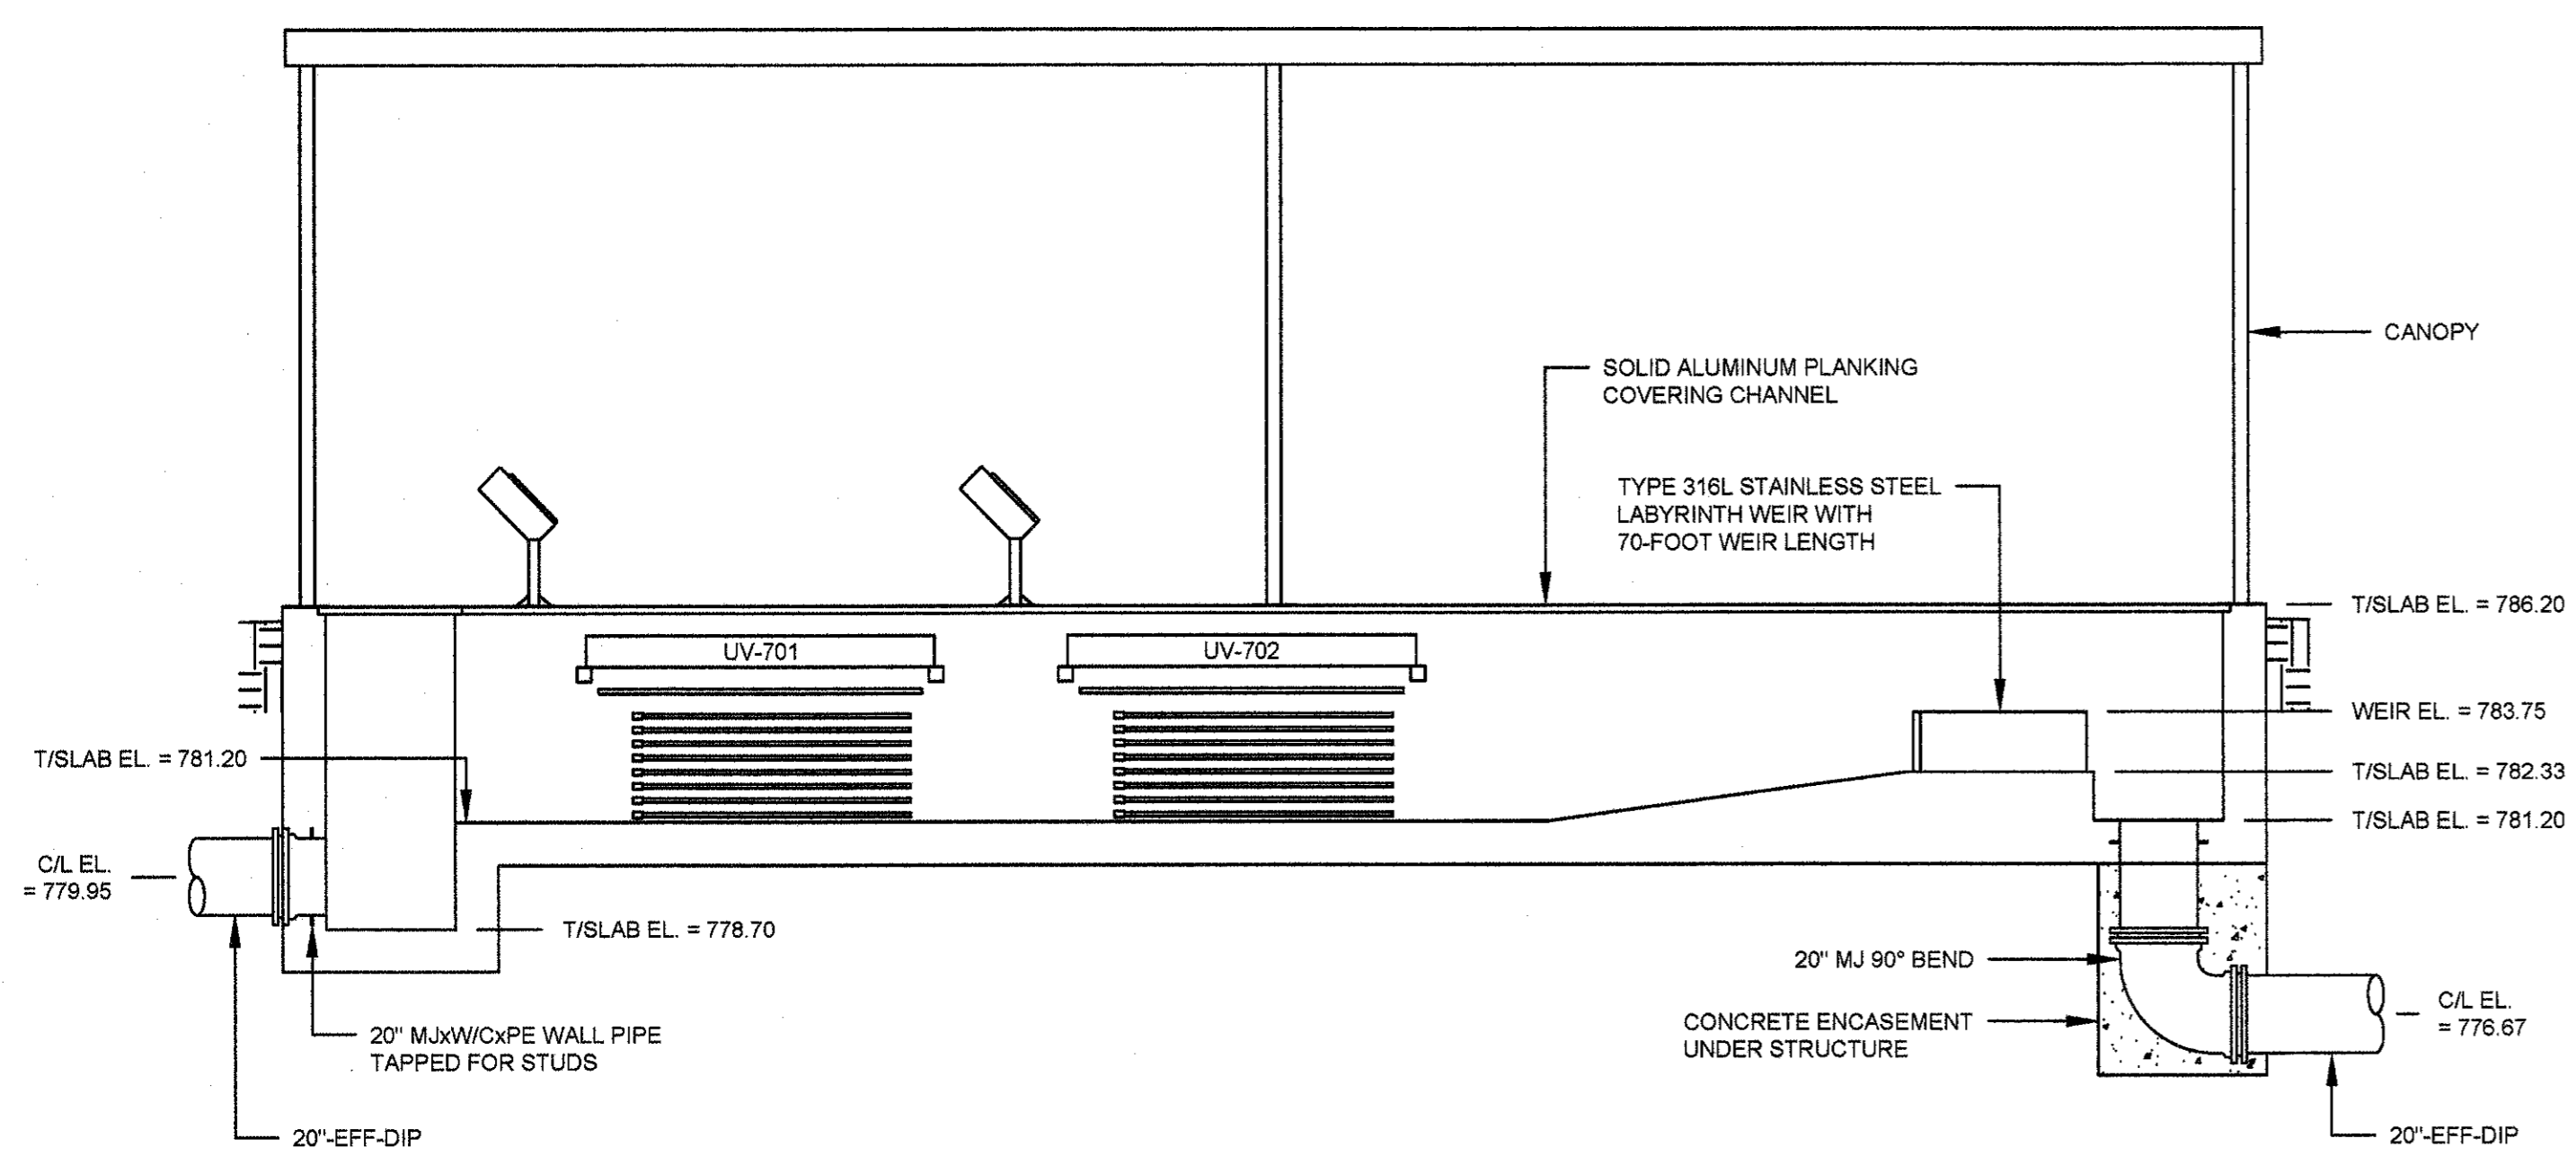 CANOPY
SOLID ALUMINUM PLANKING
COVERING CHANNEL
TYPE 316L STAINLESS STEEL
LABYRINTH WEIR WITH
70-FOOT WEIR LENGTH
T/SLAB EL. = 786.20
UV-701
UV-702
WEIR EL. = 783.75
T/SLAB EL. = 781.20
T/SLAB EL. = 782.33
T/SLAB EL. = 781.20
C/L EL.
= 779.95
T/SLAB EL. = 778.70
20" MJ 90° BEND
C/L EL.
= 776.67
CONCRETE ENCASEMENT
UNDER STRUCTURE
20" MJxW/CxPE WALL PIPE
TAPPED FOR STUDS
20"-EFF-DIP
20"-EFF-DIP